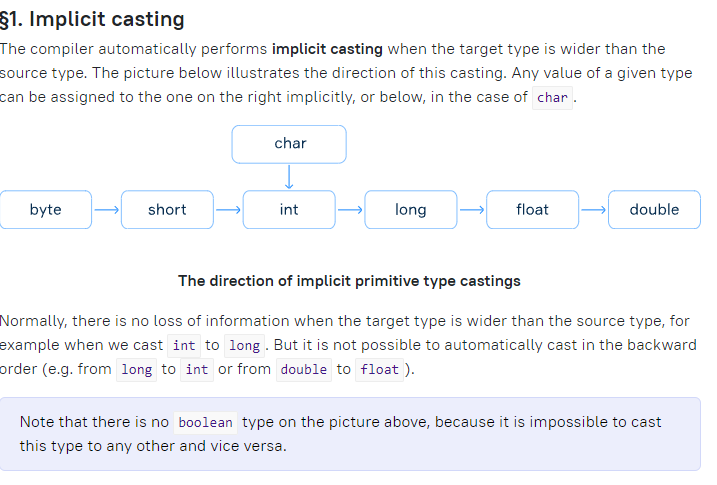 §1. Implicit casting
The compiler automatically performs implicit casting when the target type is wider than the
source type. The picture below illustrates the direction of this casting. Any value of a given type
can be assigned to the one on the right implicitly, or below, in the case of char .
char
byte short int long float double
The direction of implicit primitive type castings
Normally, there is no loss of information when the target type is wider than the source type, for
example when we cast int to long . But it is not possible to automatically cast in the backward
order (e.g. from long to int or from double to float ).
Note that there is no boolean type on the picture above, because it is impossible to cast
this type to any other and vice versa.